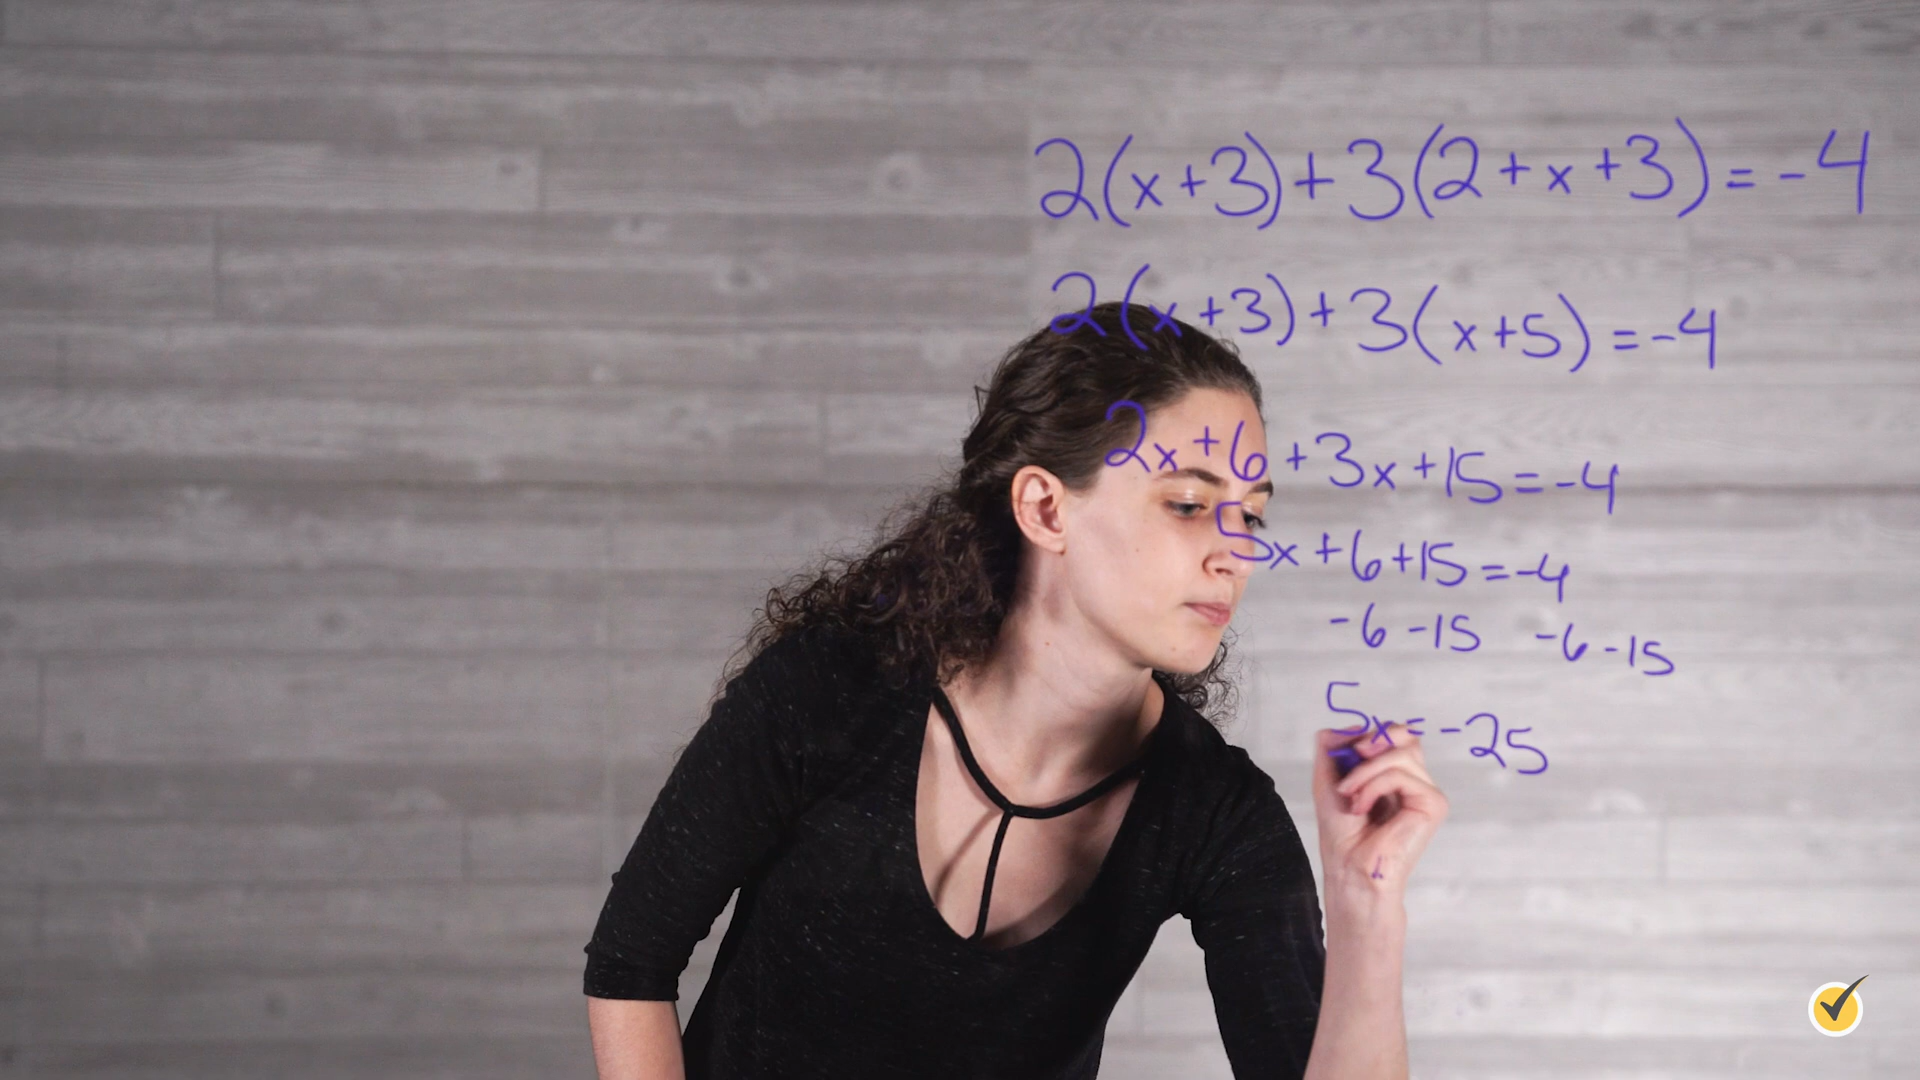 2(x+3)+3(2+x+3)=-4
2(x+3)+3(x+5)=-4
2x+6+3x+15=-4
5x+6+15=-4
-6-15 -6-15
5x=-25